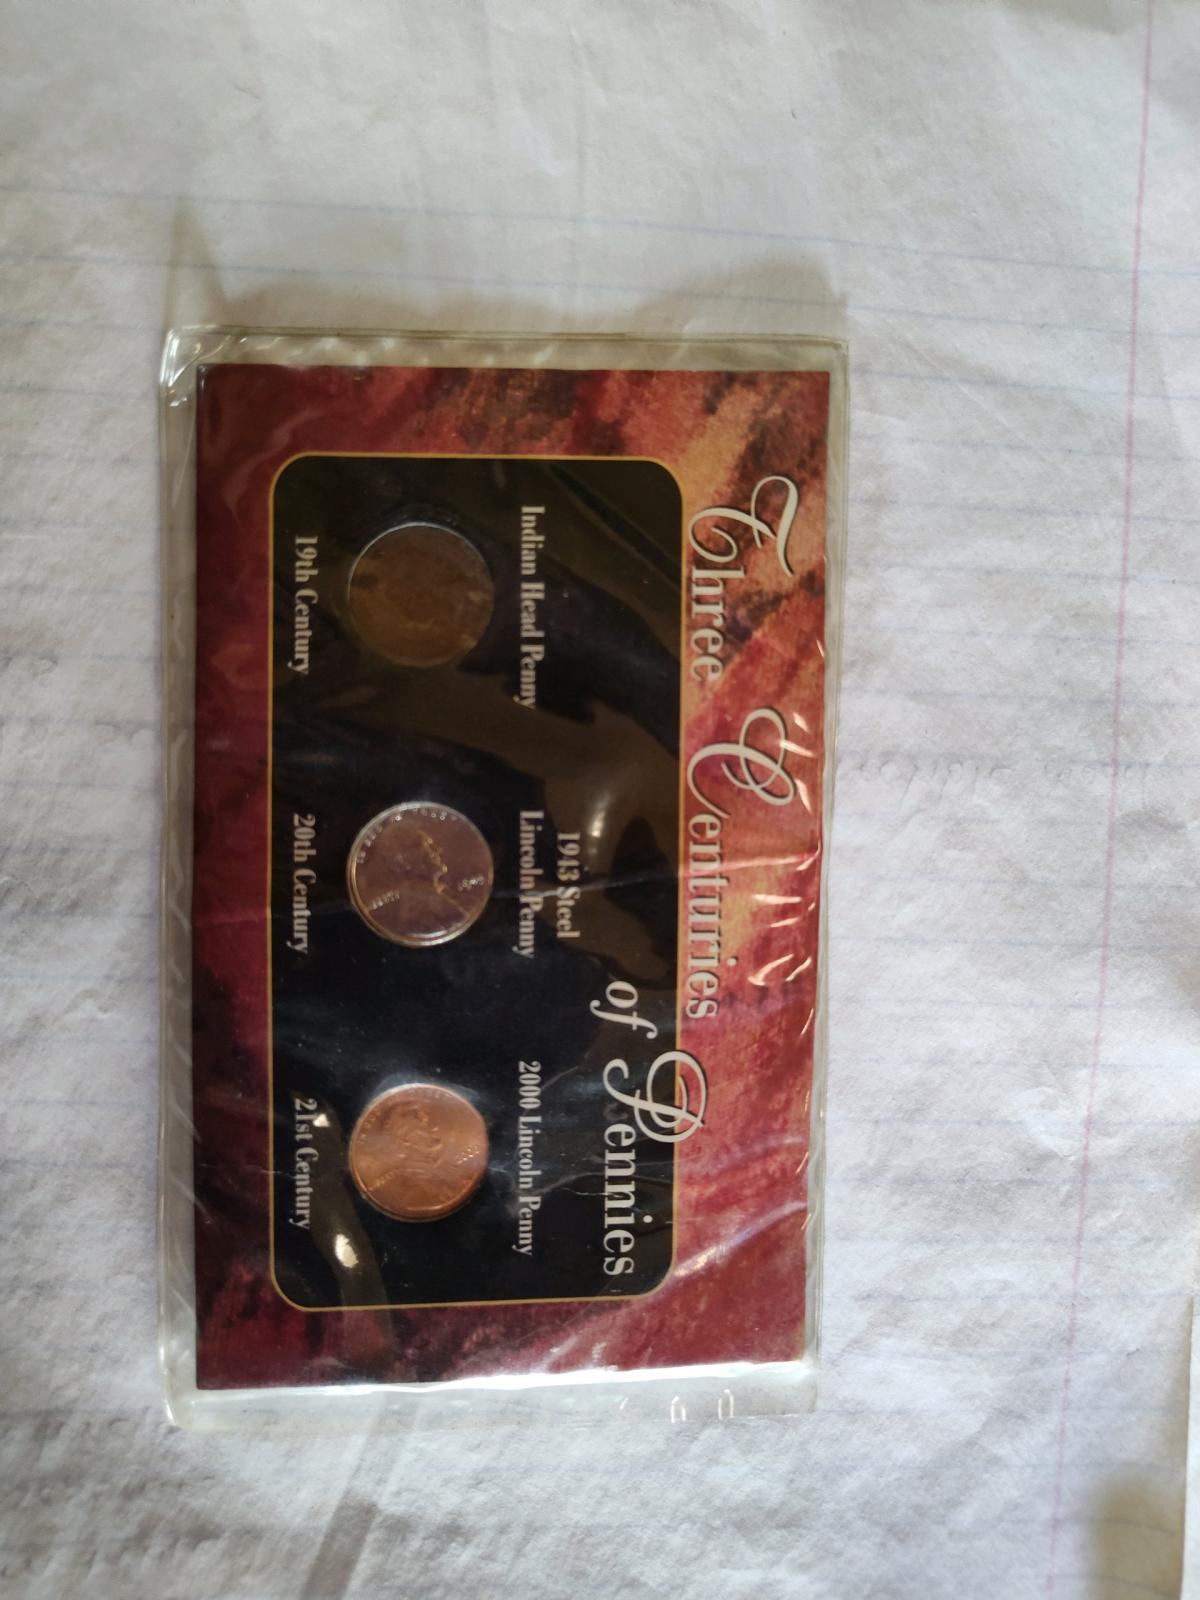 Three Centuries
of Pennies
Indian Head Penny
1943 Steel
Lincoln Penny
2000 Lincoln Penny
19th Century
20th Century
21st Century